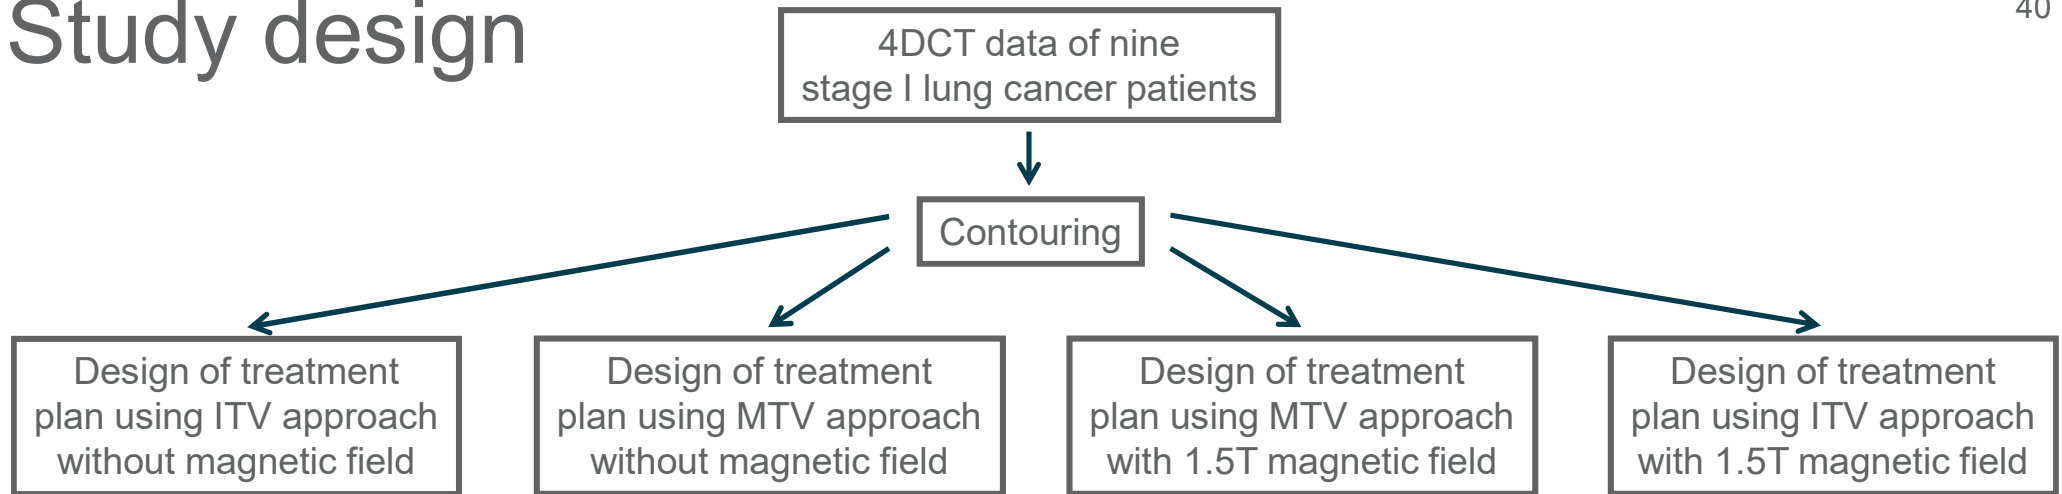 Study design
40
4DCT data of nine
stage I lung cancer patients
Contouring
Design of treatment
plan using ITV approach
without magnetic field
Design of treatment
plan using MTV approach
without magnetic field
Design of treatment
plan using MTV approach
with 1.5T magnetic field
Design of treatment
plan using ITV approach
with 1.5T magnetic field